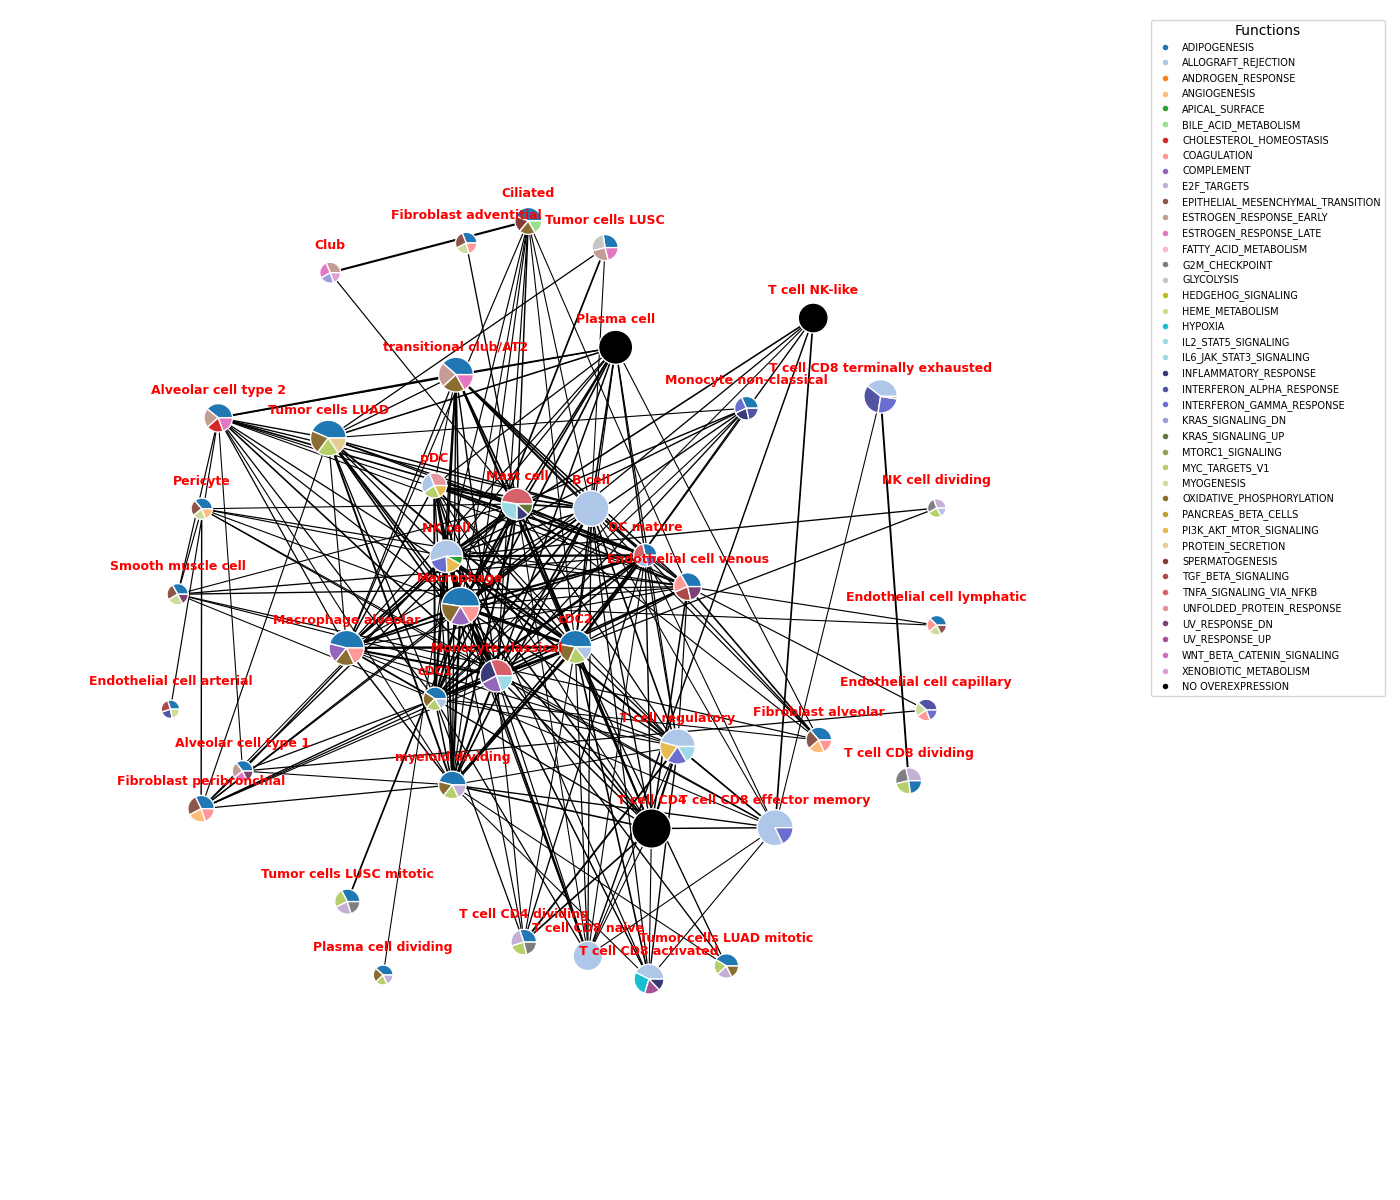 Functions
ADIPOGENESIS
ALLOGRAFT_REJECTION
ANDROGEN_RESPONSE
ANGIOGENESIS
APICAL_SURFACE
BILE_ACID_METABOLISM
CHOLESTEROL_HOMEOSTASIS
COAGULATION
COMPLEMENT
E2F_TARGETS
EPITHELIAL_MESENCHYMAL_TRANSITION
ESTROGEN_RESPONSE_EARLY
ESTROGEN_RESPONSE_LATE
FATTY_ACID_METABOLISM
G2M_CHECKPOINT
GLYCOLYSIS
HEDGEHOG_SIGNALING
HEME_METABOLISM
HYPOXIA
IL2_STAT5_SIGNALING
IL6_JAK_STAT3_SIGNALING
INFLAMMATORY_RESPONSE
INTERFERON_ALPHA_RESPONSE
INTERFERON_GAMMA_RESPONSE
KRAS_SIGNALING_DN
KRAS_SIGNALING_UP
MTORC1_SIGNALING
MYC_TARGETS_V1
MYOGENESIS
OXIDATIVE_PHOSPHORYLATION
PANCREAS_BETA_CELLS
PI3K_AKT_MTOR_SIGNALING
PROTEIN_SECRETION
SPERMATOGENESIS
TGF_BETA_SIGNALING
TNFA_SIGNALING_VIA_NFKB
UNFOLDED_PROTEIN_RESPONSE
UV_RESPONSE_DN
UV_RESPONSE_UP
WNT_BETA_CATENIN_SIGNALING
XENOBIOTIC_METABOLISM
NO OVEREXPRESSION
Ciliated
Fibroblast adventitial
Tumor cells LUSC
Club
T cell NK-like
Plasma cell
transitional club/AT2
T cell CD8 terminally exhausted
Monocyte non-classical
Alveolar cell type 2
Tumor cells LUAD
pDC
Mast cell
B cell
Pericyte
NK cell dividing
NK cell
DC mature
Endothelial cell venous
Smooth muscle cell
Macrophage
Endothelial cell lymphatic
Macrophage alveolar
cDC2
Monocyte classical
cDC1
Endothelial cell arterial
Endothelial cell capillary
Fibroblast alveolar
T cell regulatory
Alveolar cell type 1
T cell CD8 dividing
myeloid dividing
Fibroblast peribronchial
T cell CD4
T cell CD8 effector memory
Tumor cells LUSC mitotic
T cell CD4 dividing
T cell CD8 naive
Tumor cells LUAD mitotic
Plasma cell dividing
T cell CD8 activated